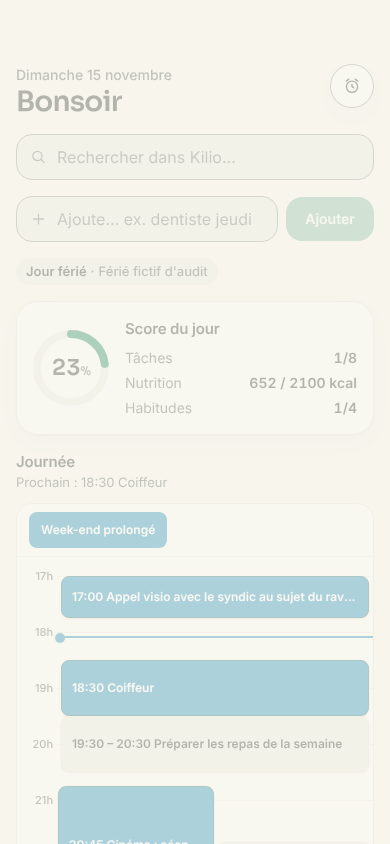 Dimanche 15 novembre
Bonsoir
Rechercher dans Kilio...
Ajoute... ex. dentiste jeudi
Ajouter
Jour férié · Férié fictif d'audit
Score du jour
23%
Tâches 1/8
Nutrition 652 / 2100 kcal
Habitudes 1/4
Journée
Prochain : 18:30 Coiffeur
Week-end prolongé
17h
17:00 Appel visio avec le syndic au sujet du rav...
18h
18:30 Coiffeur
19h
19:30 – 20:30 Préparer les repas de la semaine
20h
21h